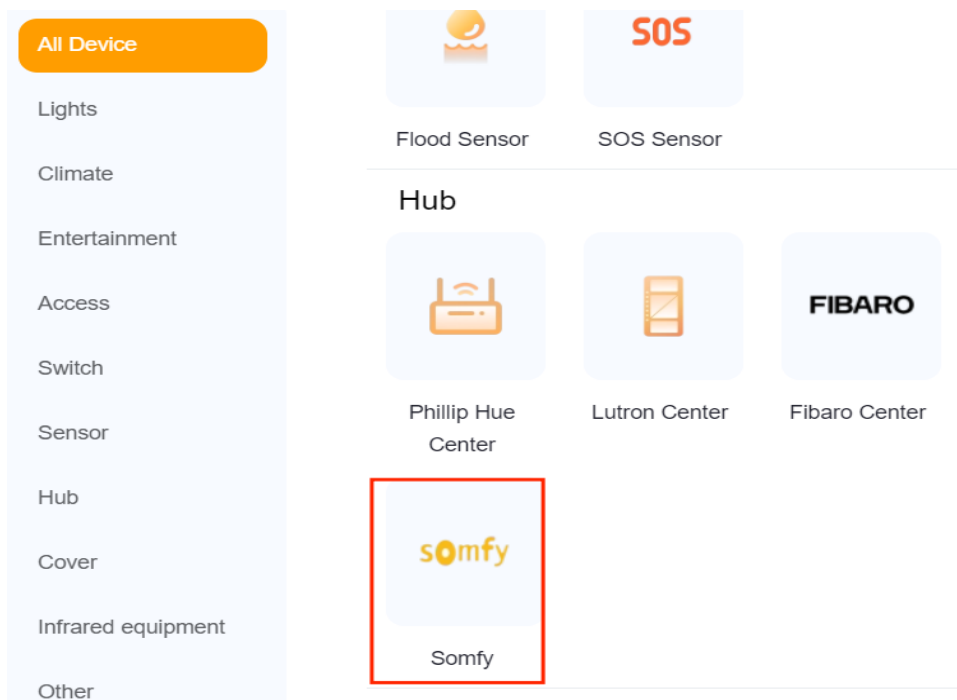 All Device
Lights
Climate
Entertainment
Access
Switch
Sensor
Hub
Cover
Infrared equipment
Other
SOS
Flood Sensor
SOS Sensor
Hub
FIBARO
Phillip Hue
Center
Lutron Center
Fibaro Center
somfy
Somfy